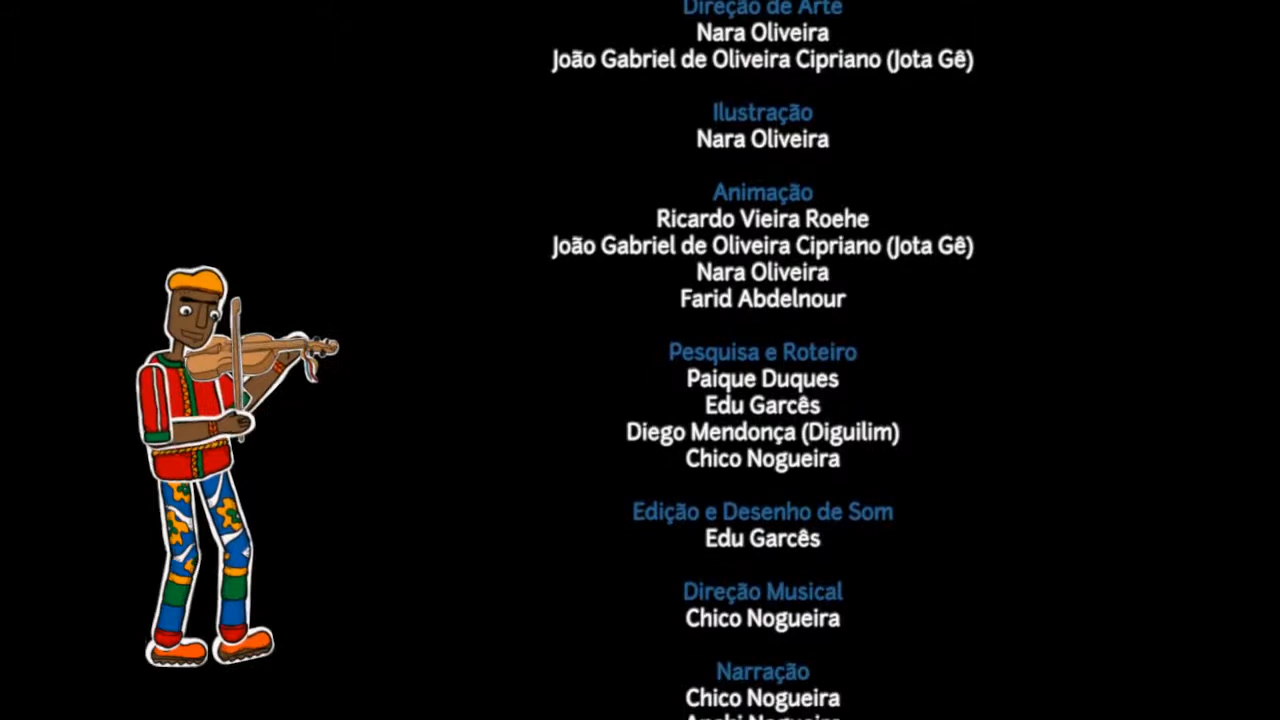 Direção de Arte
Nara Oliveira
João Gabriel de Oliveira Cipriano (Jota Gê)
Ilustração
Nara Oliveira
Animação
Ricardo Vieira Roehe
João Gabriel de Oliveira Cipriano (Jota Gê)
Nara Oliveira
Farid Abdelnour
Pesquisa e Roteiro
Paique Duques
Edu Garcês
Diego Mendonça (Diguilim)
Chico Nogueira
Edição e Desenho de Som
Edu Garcês
Direção Musical
Chico Nogueira
Narração
Chico Nogueira